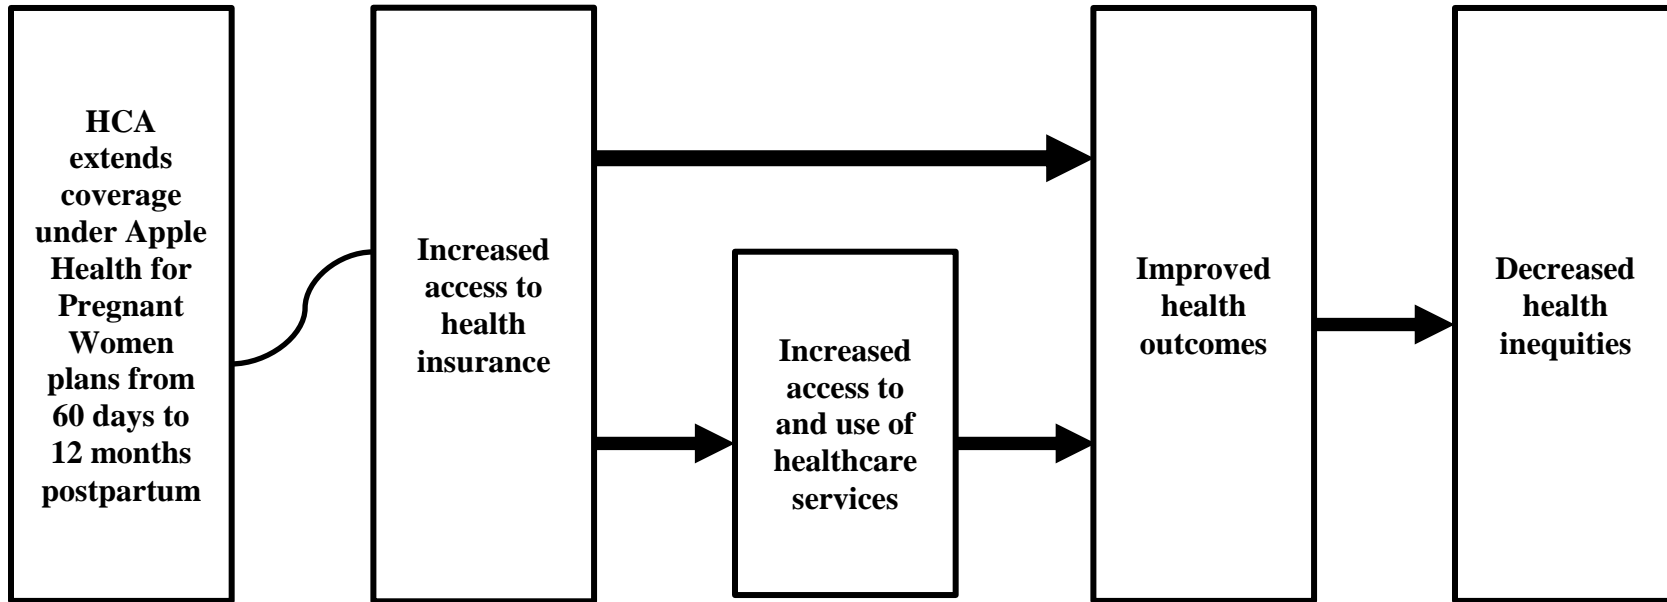 HCA
extends
coverage
under Apple
Health for
Pregnant
Women
plans from
60 days to
12 months
postpartum
Increased
access to
health
insurance
Increased
access to
and use of
healthcare
services
Improved
health
outcomes
Decreased
health
inequities